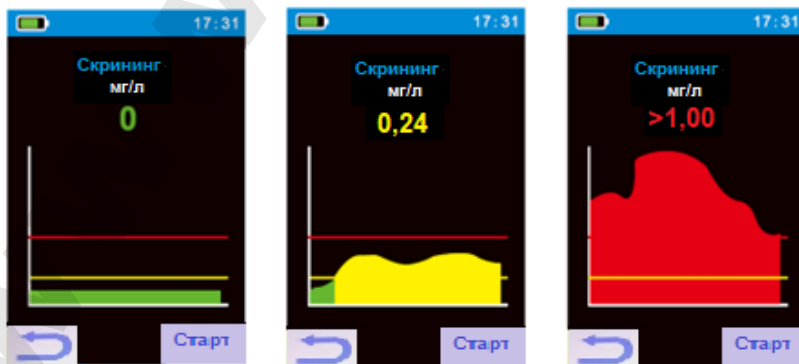 17:31
Скрининг
мг/л
0
Старт
17:31
Скрининг
мг/л
0,24
Старт
17:31
Скрининг
мг/л
>1,00
Старт